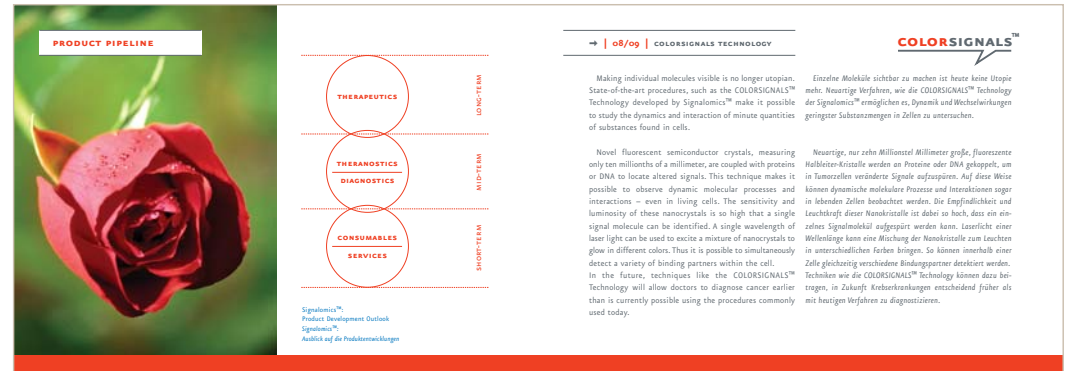 PRODUCT PIPELINE
THERAPEUTICS
LONG-TERM
THERANOSTICS
DIAGNOSTICS
MID-TERM
CONSUMABLES
SERVICES
SHORT-TERM
Signalomics™:
Product Development Outlook
Signalomics™:
Ausblick auf die Produktentwicklungen
→ | 08/09 | COLORSIGNALS TECHNOLOGY
COLORSIGNALS™
Making individual molecules visible is no longer utopian.
State-of-the-art procedures, such as the COLORSIGNALS™
Technology developed by Signalomics™ make it possible
to study the dynamics and interaction of minute quantities
of substances found in cells.
Novel fluorescent semiconductor crystals, measuring
only ten millionths of a millimeter, are coupled with proteins
or DNA to locate altered signals. This technique makes it
possible to observe dynamic molecular processes and
interactions – even in living cells. The sensitivity and
luminosity of these nanocrystals is so high that a single
signal molecule can be identified. A single wavelength of
laser light can be used to excite a mixture of nanocrystals to
glow in different colors. Thus it is possible to simultaneously
detect a variety of binding partners within the cell.
In the future, techniques like the COLORSIGNALS™
Technology will allow doctors to diagnose cancer earlier
than is currently possible using the procedures commonly
used today.
Einzelne Moleküle sichtbar zu machen ist heute keine Utopie
mehr. Neuartige Verfahren, wie die COLORSIGNALS™ Technology
der Signalomics™ ermöglichen es, Dynamik und Wechselwirkungen
geringster Substanzmengen in Zellen zu untersuchen.
Neuartige, nur zehn Millionstel Millimeter große, fluoreszente
Halbleiter-Kristalle werden an Proteine oder DNA gekoppelt, um
in Tumorzellen veränderte Signale aufzuspüren. Auf diese Weise
können dynamische molekulare Prozesse und Interaktionen sogar
in lebenden Zellen beobachtet werden. Die Empfindlichkeit und
Leuchtkraft dieser Nanokristalle ist dabei so hoch, dass ein ein-
zelnes Signalmolekül aufgespürt werden kann. Laserlicht einer
Wellenlänge kann eine Mischung der Nanokristalle zum Leuchten
in unterschiedlichen Farben bringen. So können innerhalb einer
Zelle gleichzeitig verschiedene Bindungspartner detektiert werden.
Techniken wie die COLORSIGNALS™ Technology können dazu bei-
tragen, in Zukunft Krebserkrankungen entscheidend früher als
mit heutigen Verfahren zu diagnostizieren.